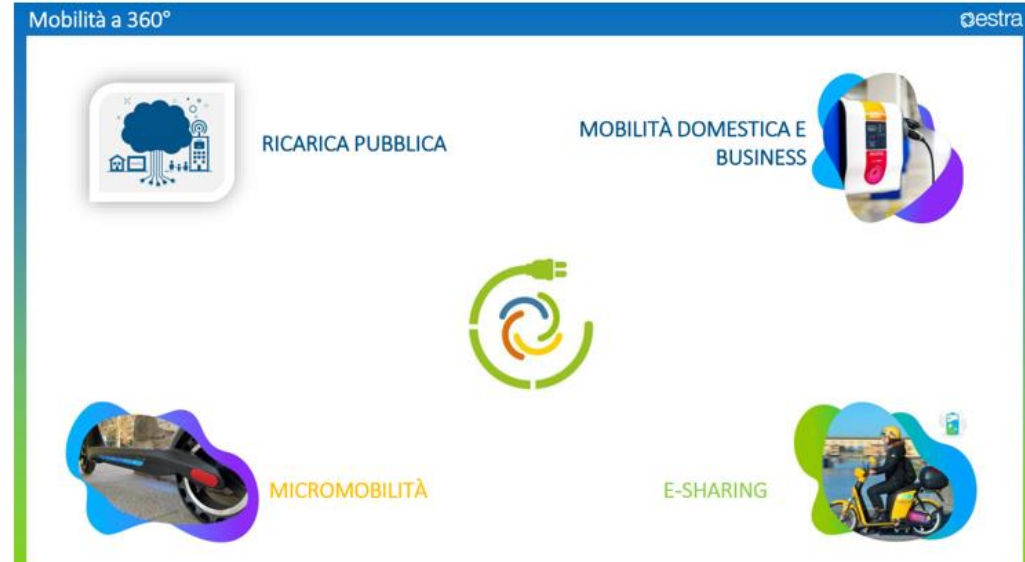 Mobilità a 360°
estra
RICARICA PUBBLICA
MOBILITÀ DOMESTICA E
BUSINESS
MICROMOBILITÀ
E-SHARING